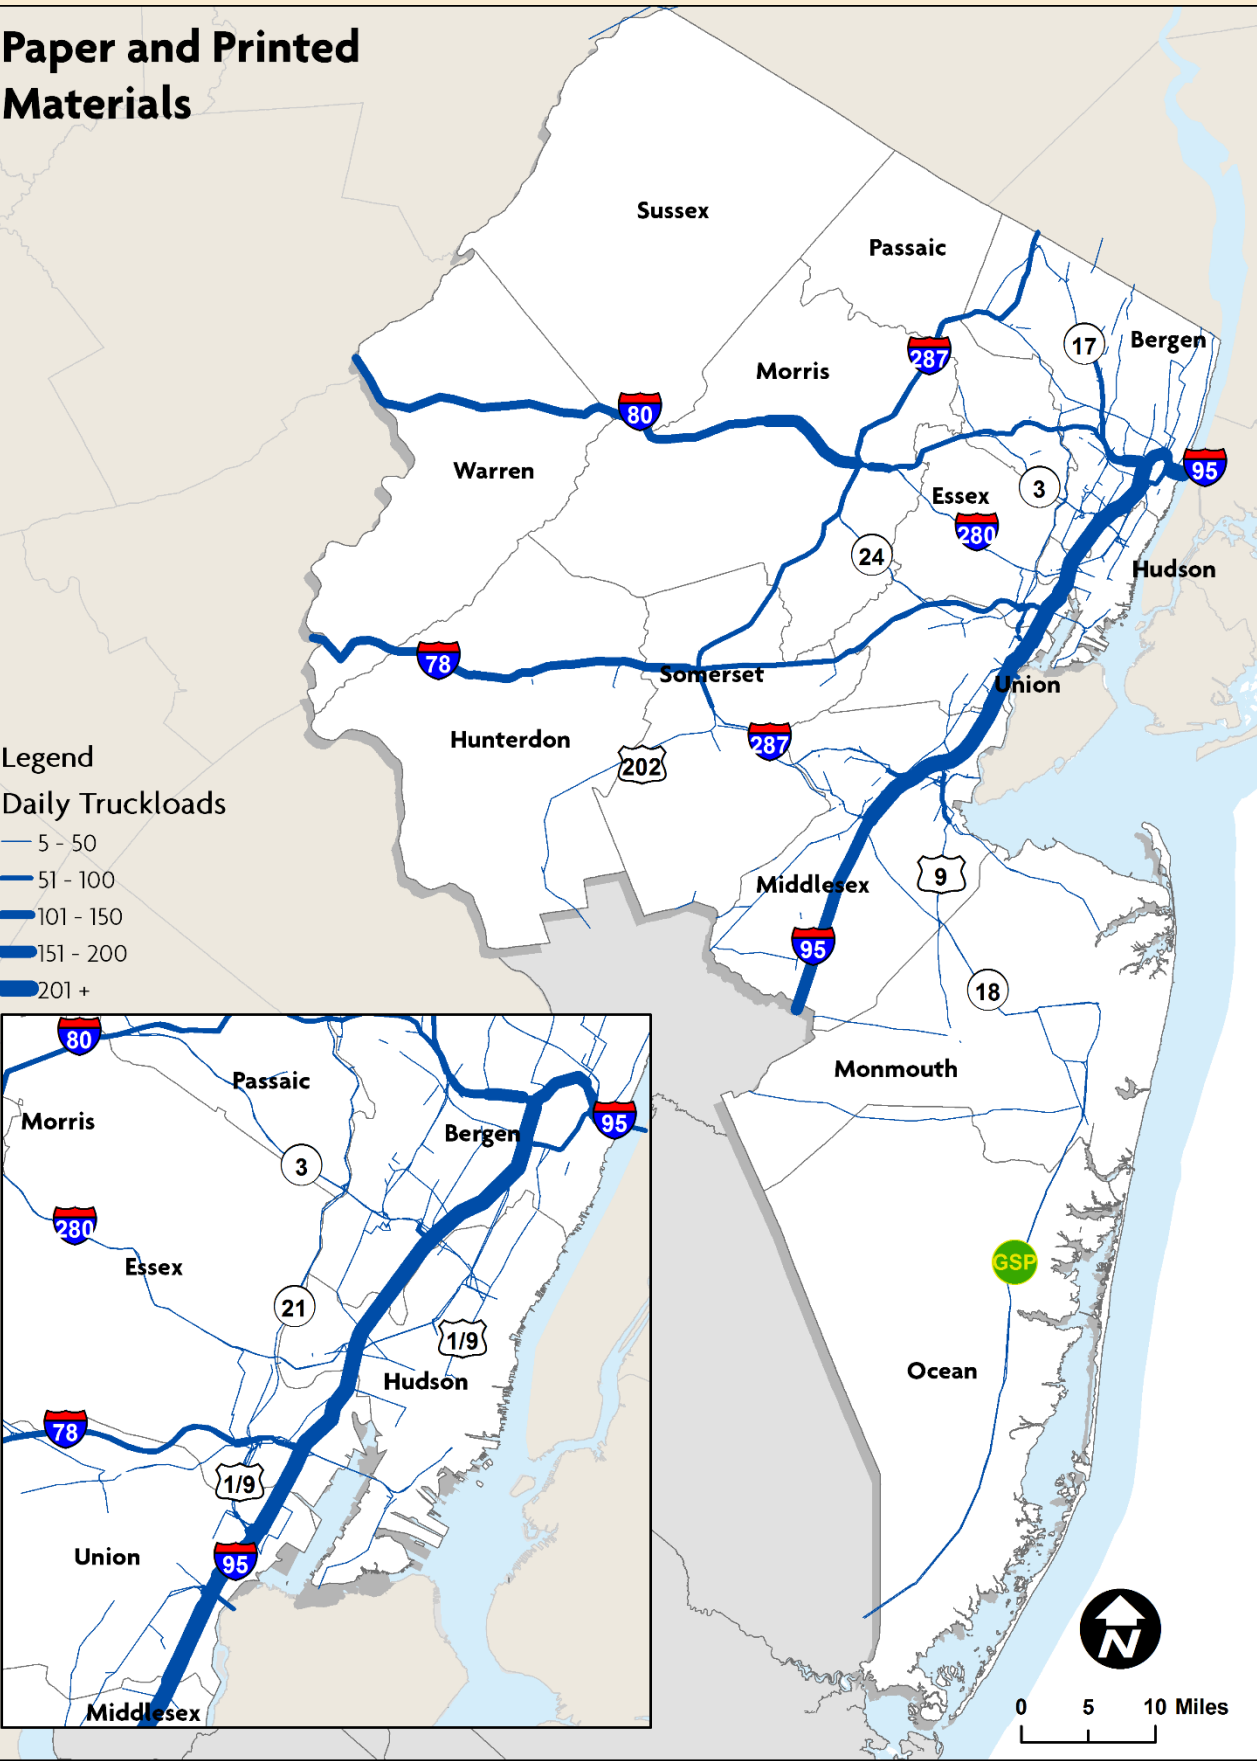 Paper and Printed
Materials
Sussex
Passaic
17
Bergen
287
Morris
80
Warren
95
Essex
3
280
24
Hudson
78
Somerset
Union
Hunterdon
287
202
Legend
Daily Truckloads
5 - 50
51 - 100
101 - 150
151 - 200
201 +
9
Middlesex
95
18
Monmouth
GSP
Ocean
80
Passaic
Morris
95
Bergen
3
280
Essex
21
1/9
Hudson
78
1/9
Union
95
Middlesex
N
0 5 10 Miles